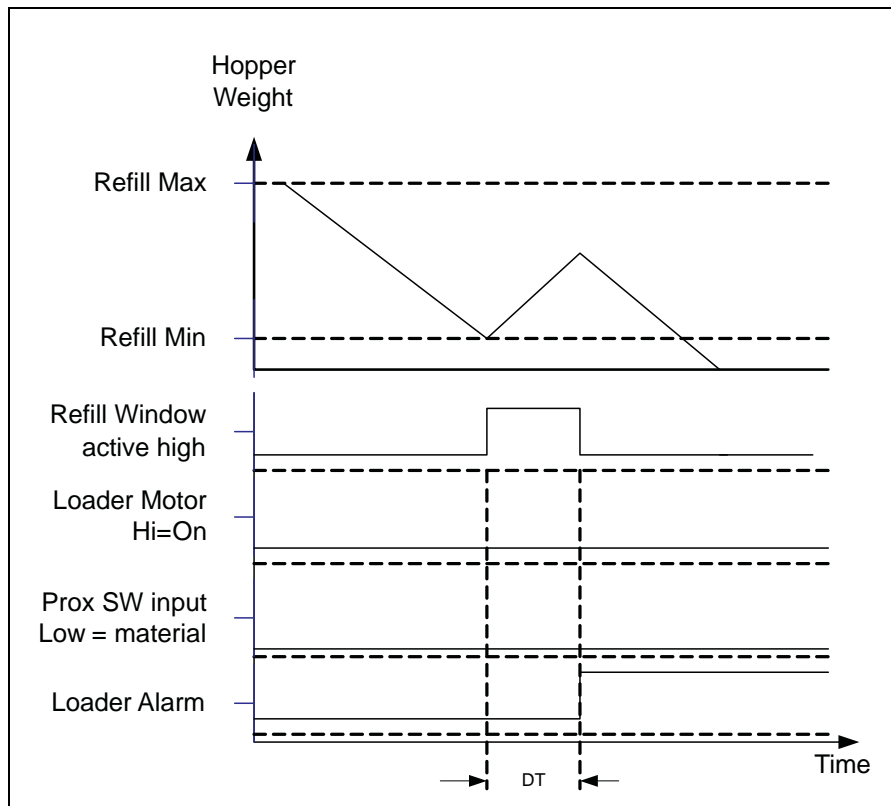 Hopper
Weight
Refill Max
Refill Min
Refill Window
active high
Loader Motor
Hi=On
Prox SW input
Low = material
Loader Alarm
Time
DT